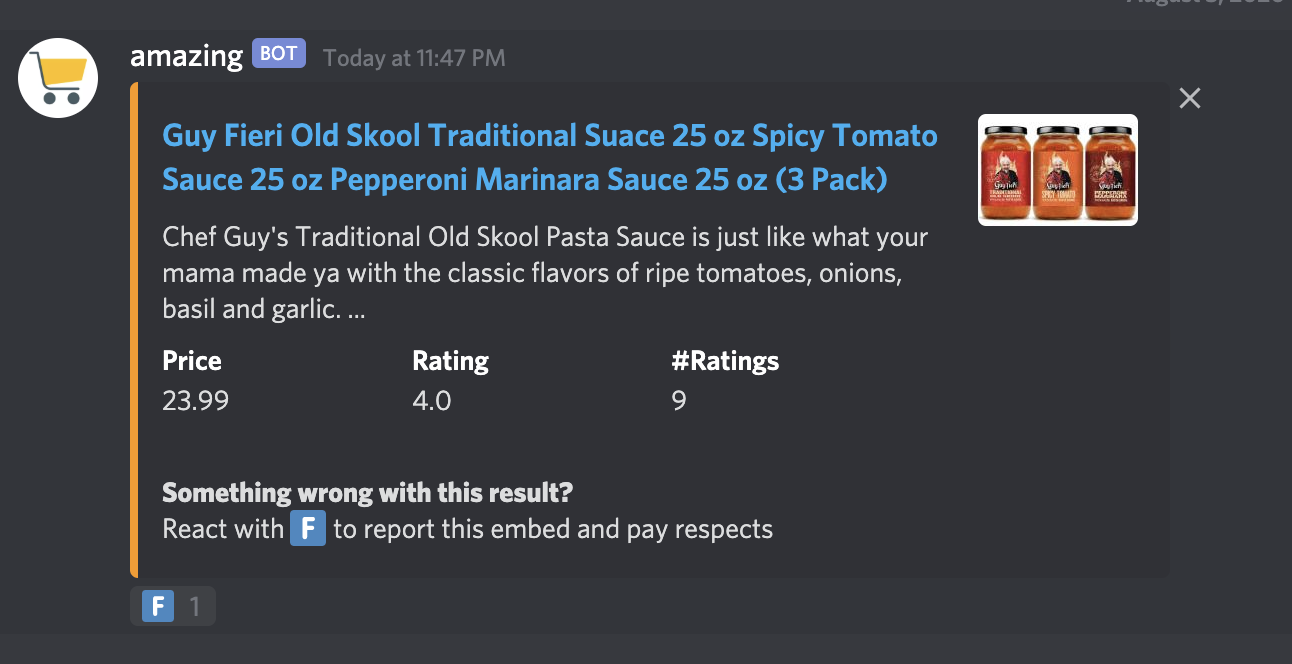 amazing BOT Today at 11:47 PM
Guy Fieri Old Skool Traditional Suace 25 oz Spicy Tomato
Sauce 25 oz Pepperoni Marinara Sauce 25 oz (3 Pack)
Chef Guy's Traditional Old Skool Pasta Sauce is just like what your
mama made ya with the classic flavors of ripe tomatoes, onions,
basil and garlic. ...
Price Rating #Ratings
23.99 4.0 9
Something wrong with this result?
React with F to report this embed and pay respects
F 1